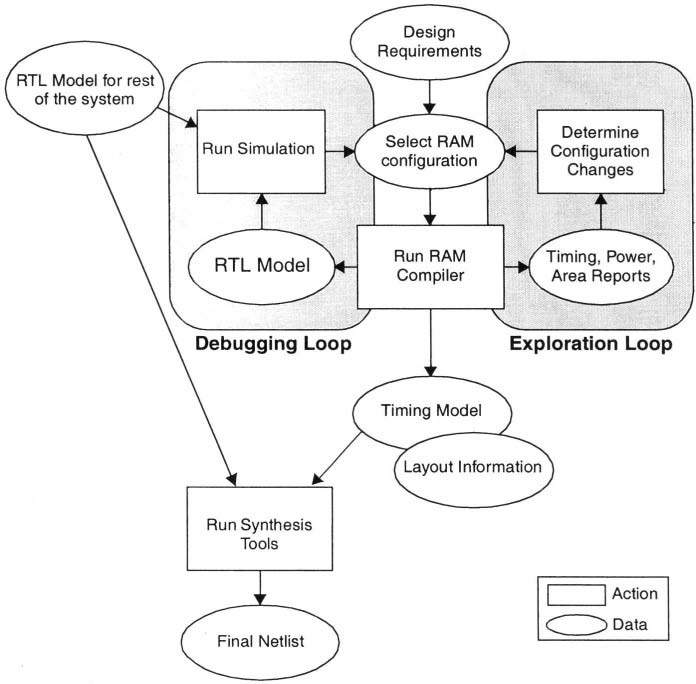 Design
Requirements
RTL Model for rest
of the system
Run Simulation
Select RAM
configuration
Determine
Configuration
Changes
RTL Model
Run RAM
Compiler
Timing, Power,
Area Reports
Debugging Loop
Exploration Loop
Timing Model
Layout Information
Run Synthesis
Tools
Final Netlist
Action
Data